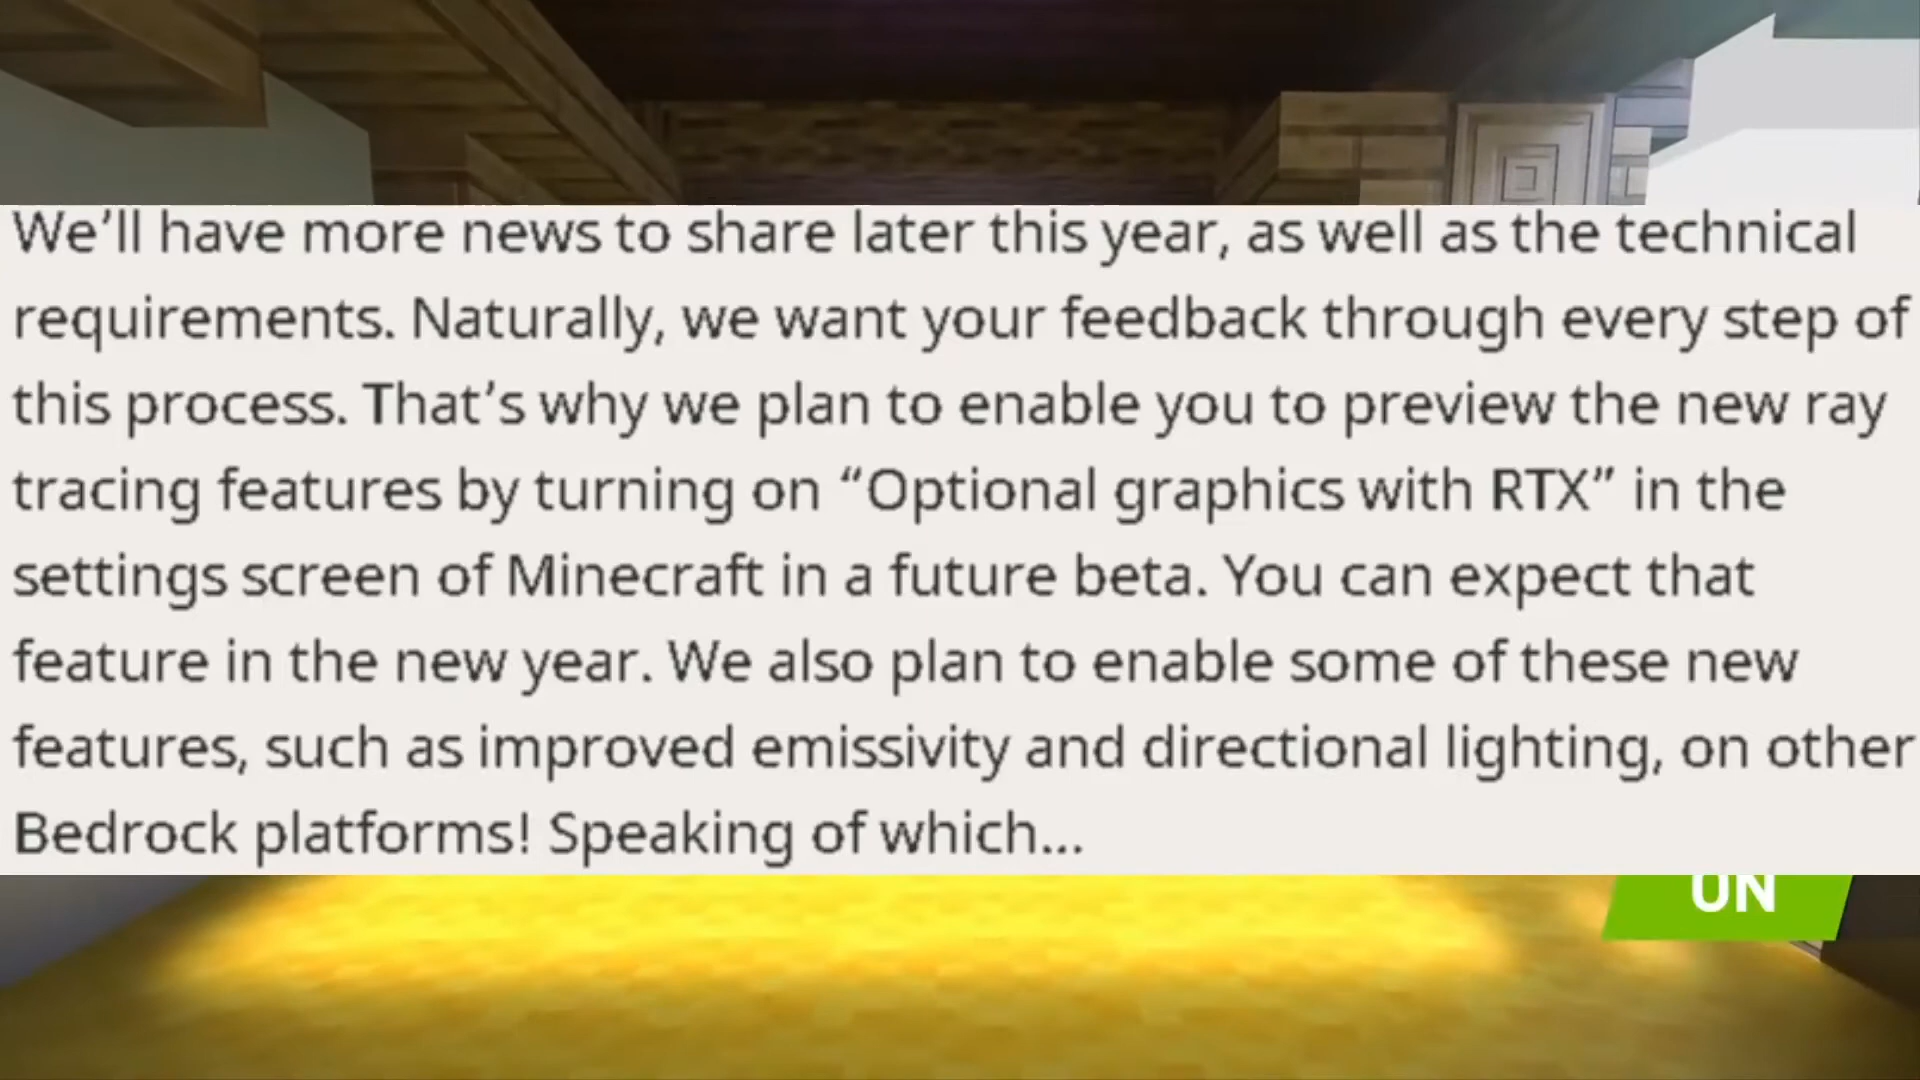 We’ll have more news to share later this year, as well as the technical
requirements. Naturally, we want your feedback through every step of
this process. That’s why we plan to enable you to preview the new ray
tracing features by turning on “Optional graphics with RTX” in the
settings screen of Minecraft in a future beta. You can expect that
feature in the new year. We also plan to enable some of these new
features, such as improved emissivity and directional lighting, on other
Bedrock platforms! Speaking of which...
ON